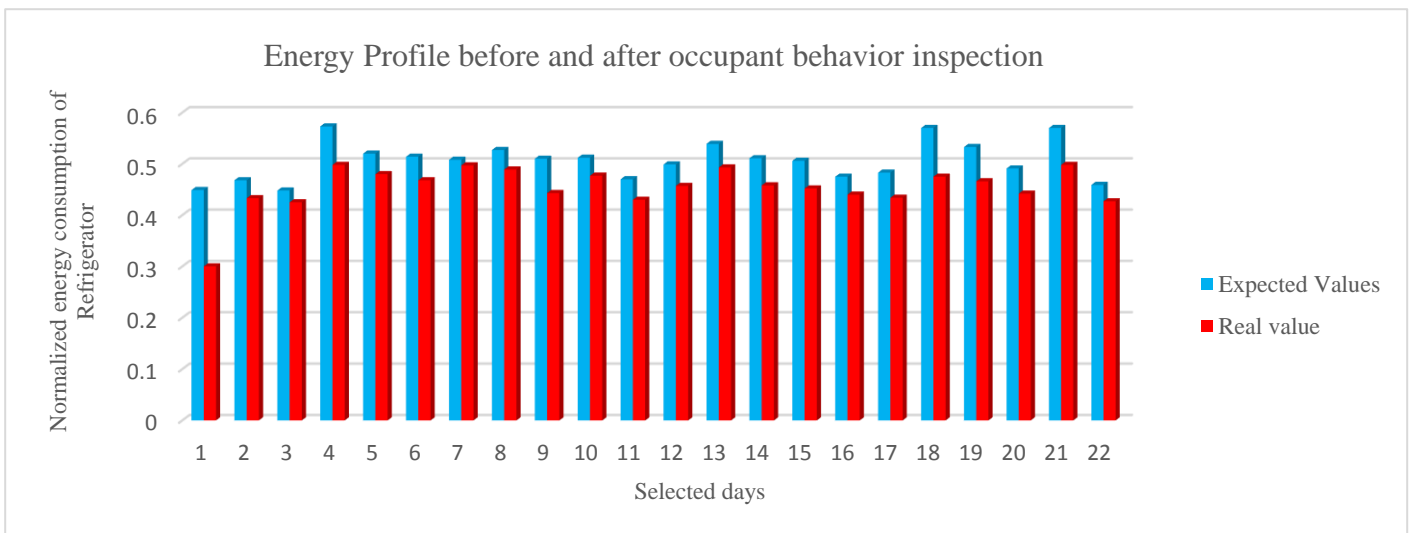 Energy Profile before and after occupant behavior inspection
Normalized energy consumption of
Refrigerator
0.6
0.5
0.4
0.3
0.2
0.1
0
1 2 3 4 5 6 7 8 9 10 11 12 13 14 15 16 17 18 19 20 21 22
Selected days
Expected Values
Real value